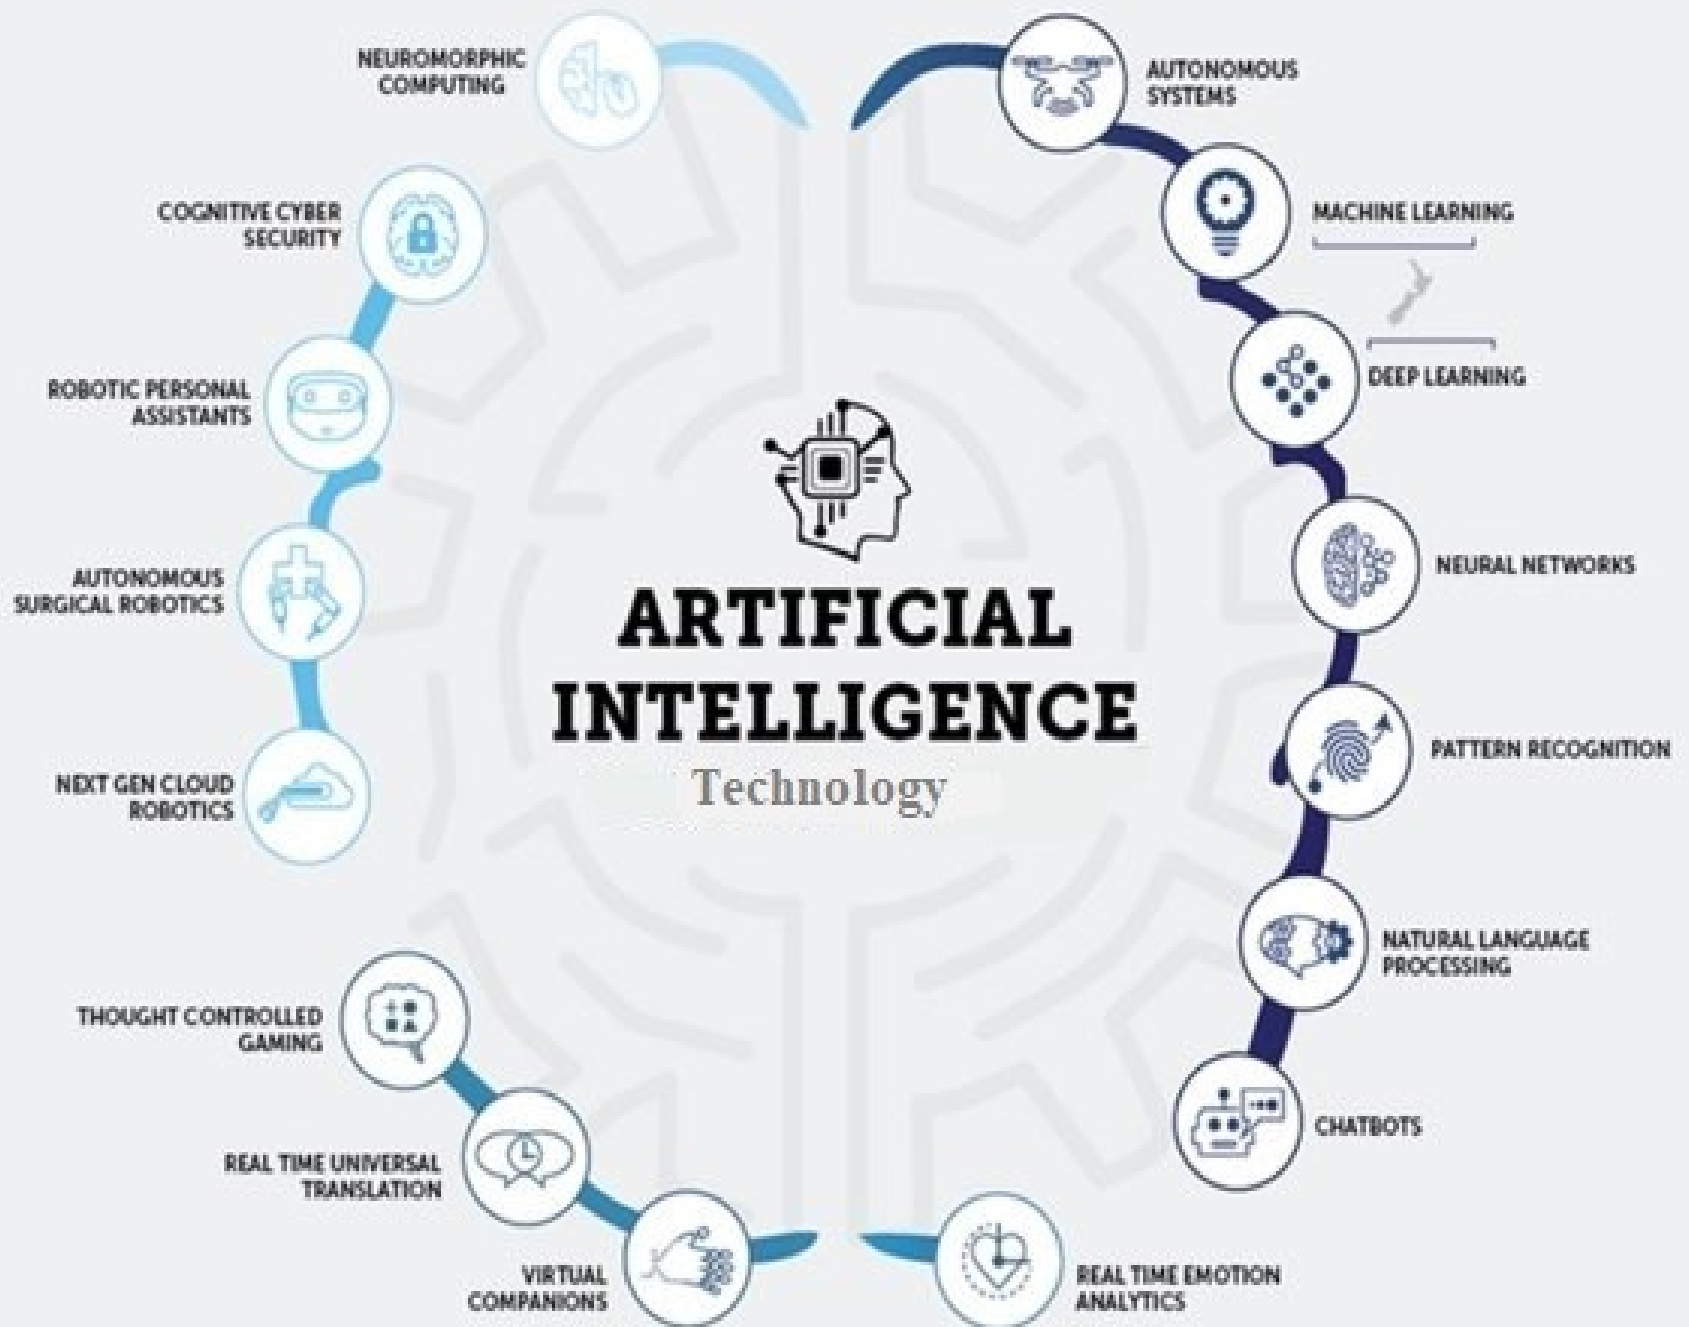 NEUROMORPHIC
COMPUTING
AUTONOMOUS
SYSTEMS
COGNITIVE CYBER
SECURITY
MACHINE LEARNING
ROBOTIC PERSONAL
ASSISTANTS
DEEP LEARNING
AUTONOMOUS
SURGICAL ROBOTICS
NEURAL NETWORKS
ARTIFICIAL
INTELLIGENCE
Technology
NEXT GEN CLOUD
ROBOTICS
PATTERN RECOGNITION
NATURAL LANGUAGE
PROCESSING
THOUGHT CONTROLLED
GAMING
CHATBOTS
REAL TIME UNIVERSAL
TRANSLATION
VIRTUAL
COMPANIONS
REAL TIME EMOTION
ANALYTICS